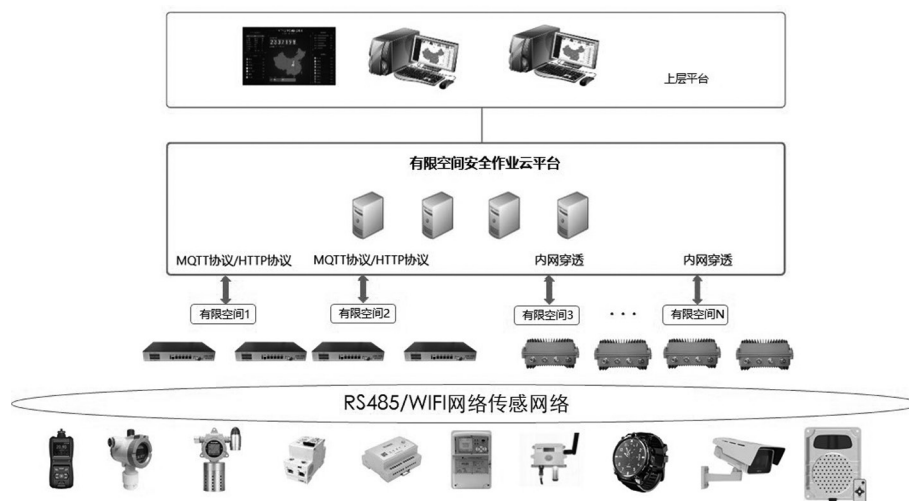 上层平台
有限空间安全作业云平台
MQTT协议/HTTP协议 MQTT协议/HTTP协议 内网穿透 内网穿透
有限空间1 有限空间2 有限空间3 ··· 有限空间N
RS485/WIFI网络传感网络